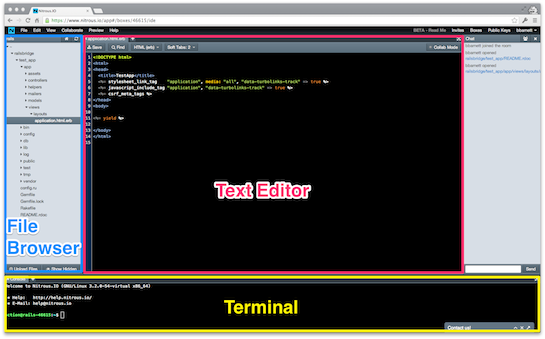 Nitrous.IO
https://www.nitrous.io/app#/boxes/46615/ide
File Edit View Collaborate Preview Help
BETA - Read Me Invites Boxes bbarnett
railsbridge
test_app
app
assets
controllers
helpers
mailers
models
views
layouts
application.html.erb
bin
config
db
lib
log
public
test
tmp
vendor
config.ru
Gemfile
Gemfile.lock
Rakefile
README.rdoc
Upload Files Show Hidden
File
Browser
application.html.erb
Save Find HTML (erb) Soft Tabs: 2 Collab Mode
1 <!DOCTYPE html>
2 <html>
3 <head>
4 <title>TestApp</title>
5 <%= stylesheet_link_tag "application", media: "all", "data-turbolinks-track" => true %>
6 <%= javascript_include_tag "application", "data-turbolinks-track" => true %>
7 <%= csrf_meta_tags %>
8 </head>
9 <body>
10
11 <%= yield %>
12
13 </body>
14 </html>
15
Text Editor
Chat
joined the room
opened
railsbridge/test_app/README.rdoc
opened
railsbridge/test_app/app/views/layouts/
Send
Welcome to Nitrous.IO (GNU/Linux 3.2.0-54-virtual x86_64)
* Help: http://help.nitrous.io/
* E-Mail: help@nitrous.io
action@rails-46615:~$
Terminal
Contact us!